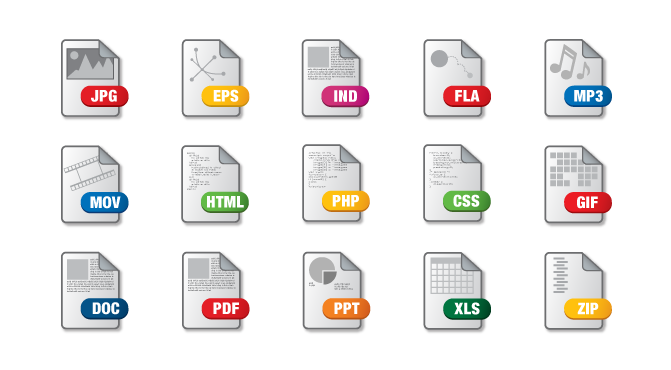 JPG
EPS
IND
FLA
MP3
MOV
HTML
PHP
CSS
GIF
DOC
PDF
PPT
XLS
ZIP